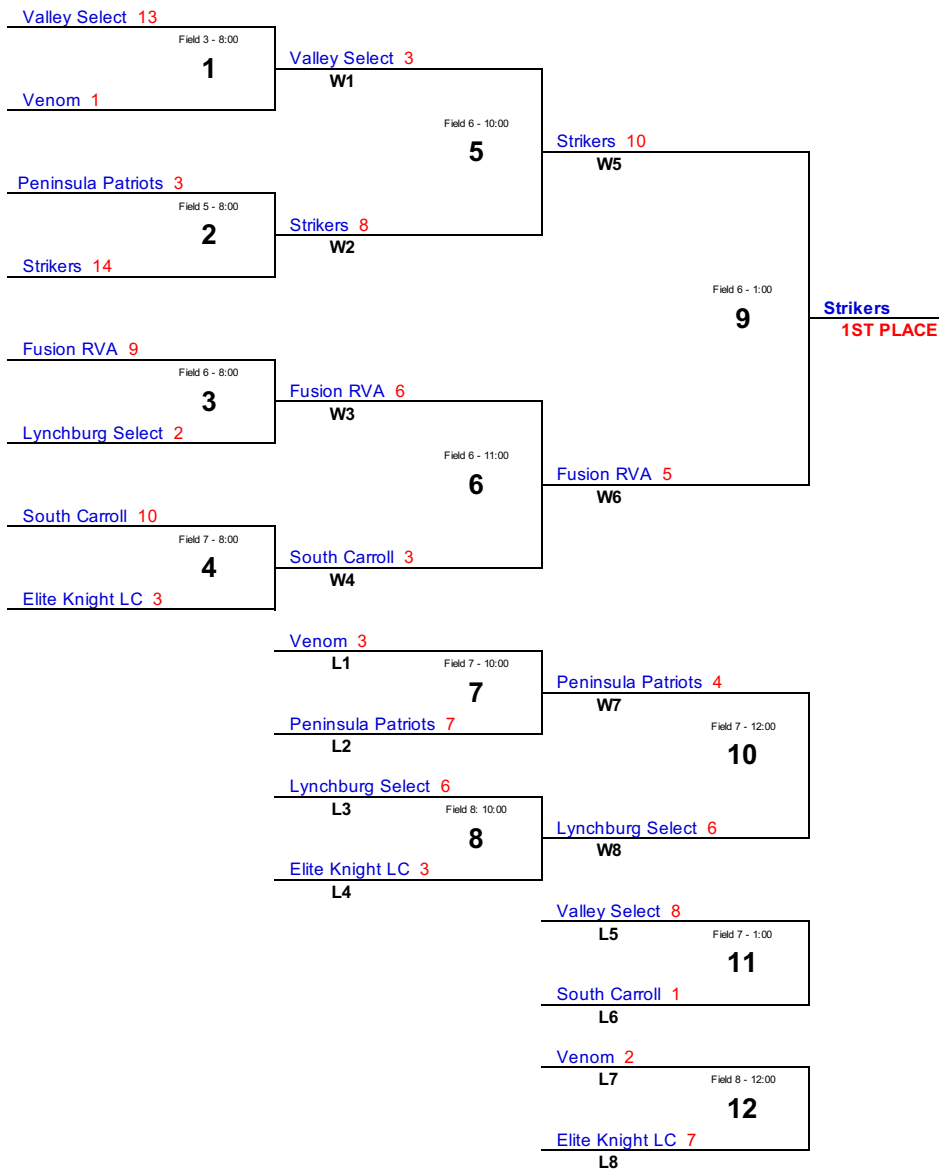 Valley Select 13
Field 3 - 8:00
1
Venom 1
Valley Select 3
W1
Field 6 - 10:00
5
Peninsula Patriots 3
Field 5 - 8:00
2
Strikers 14
Strikers 8
W2
Strikers 10
W5
Field 6 - 1:00
9
Strikers
1ST PLACE
Fusion RVA 9
Field 6 - 8:00
3
Lynchburg Select 2
Fusion RVA 6
W3
Field 6 - 11:00
6
Fusion RVA 5
W6
South Carroll 10
Field 7 - 8:00
4
Elite Knight LC 3
South Carroll 3
W4
Venom 3
L1
Field 7 - 10:00
7
Peninsula Patriots 7
L2
Peninsula Patriots 4
W7
Field 7 - 12:00
10
Lynchburg Select 6
L3
Field 8: 10:00
8
Elite Knight LC 3
L4
Lynchburg Select 6
W8
Valley Select 8
L5
Field 7 - 1:00
11
South Carroll 1
L6
Venom 2
L7
Field 8 - 12:00
12
Elite Knight LC 7
L8